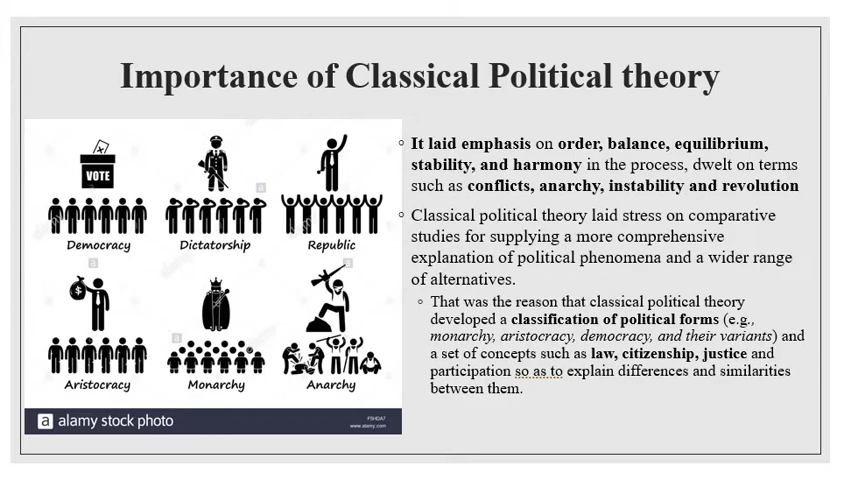 Importance of Classical Political theory
VOTE
Democracy
Dictatorship
Republic
$
Aristocracy
Monarchy
Anarchy
a alamy stock photo
F5HDA7
www.alamy.com
It laid emphasis on order, balance, equilibrium,
stability, and harmony in the process, dwelt on terms
such as conflicts, anarchy, instability and revolution
Classical political theory laid stress on comparative
studies for supplying a more comprehensive
explanation of political phenomena and a wider range
of alternatives.
That was the reason that classical political theory
developed a classification of political forms (e.g.,
monarchy, aristocracy, democracy, and their variants) and
a set of concepts such as law, citizenship, justice and
participation so as to explain differences and similarities
between them.